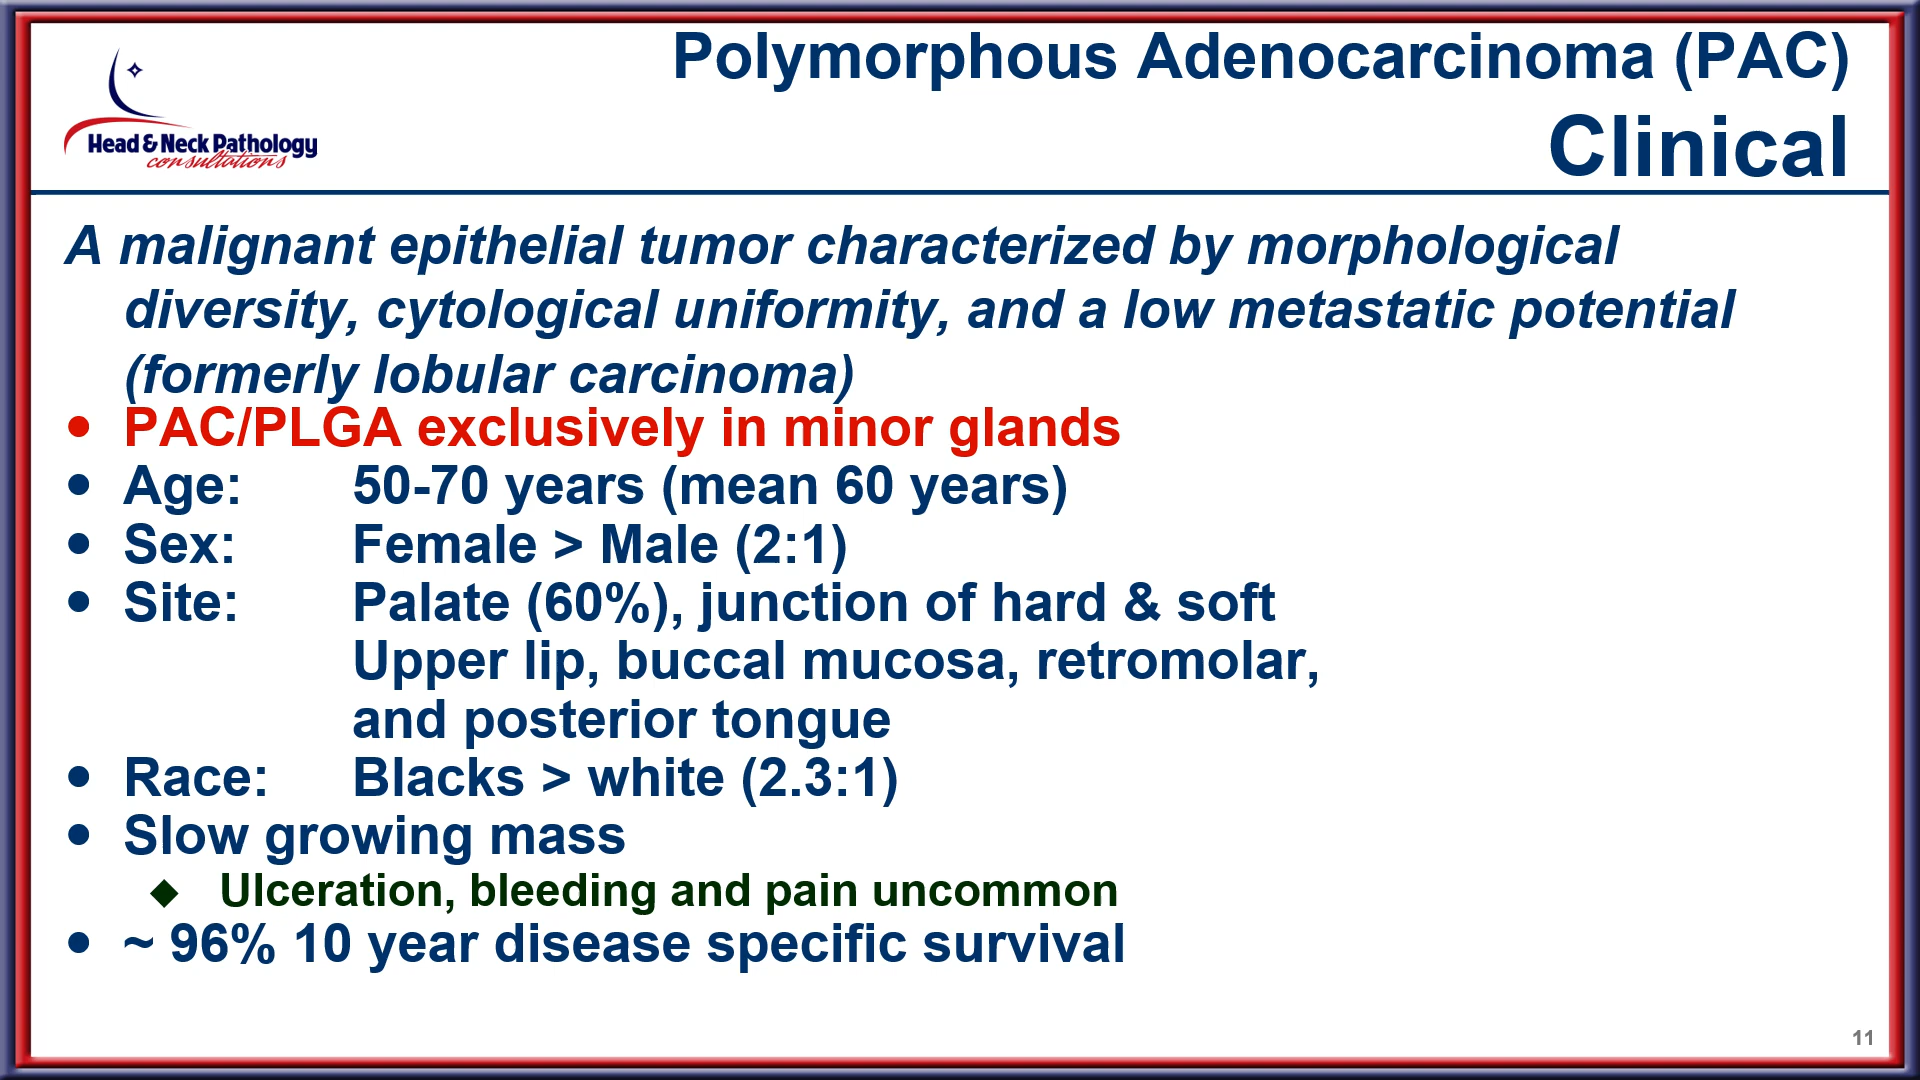 Polymorphous Adenocarcinoma (PAC)
Clinical
Head & Neck Pathology
consultations
A malignant epithelial tumor characterized by morphological
diversity, cytological uniformity, and a low metastatic potential
(formerly lobular carcinoma)
• PAC/PLGA exclusively in minor glands
• Age: 50-70 years (mean 60 years)
• Sex: Female > Male (2:1)
• Site: Palate (60%), junction of hard & soft
Upper lip, buccal mucosa, retromolar,
and posterior tongue
• Race: Blacks > white (2.3:1)
• Slow growing mass
◆ Ulceration, bleeding and pain uncommon
• ~ 96% 10 year disease specific survival
11